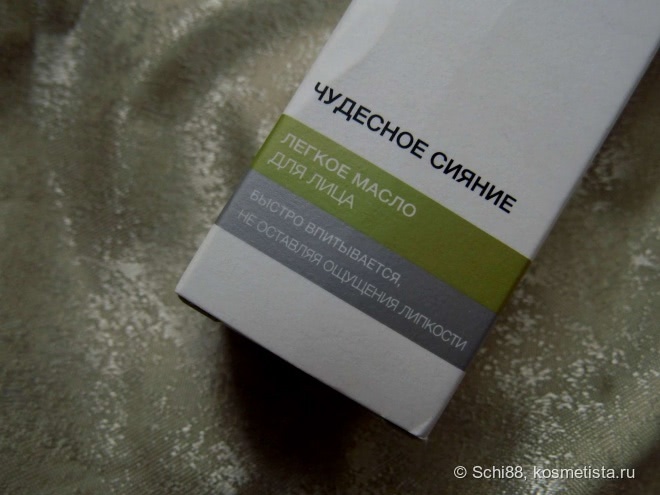 ЧУДЕСНОЕ СИЯНИЕ
ЛЕГКОЕ МАСЛО
ДЛЯ ЛИЦА
БЫСТРО ВПИТЫВАЕТСЯ,
НЕ ОСТАВЛЯЯ ОЩУЩЕНИЯ ЛИПКОСТИ
© Schi88, kosmetista.ru